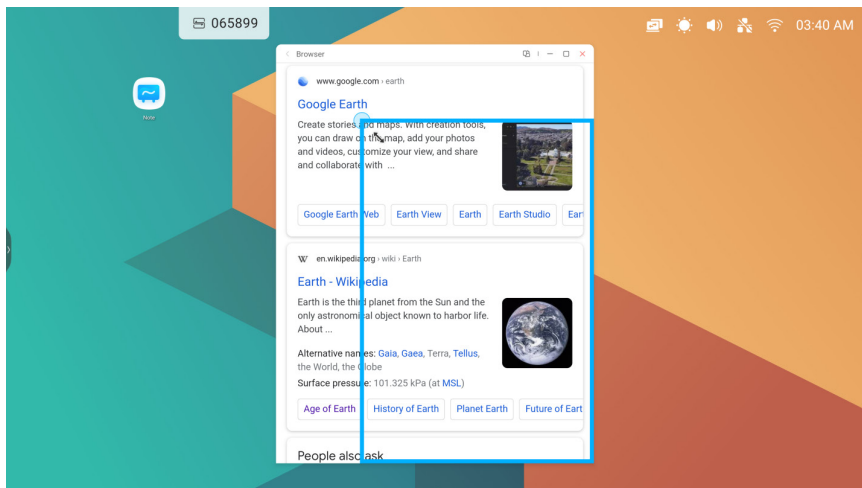 065899
03:40 AM
Browser
www.google.com › earth
Google Earth
Create stories and maps. With creation tools,
you can draw on the map, add your photos
and videos, customize your view, and share
and collaborate with ...
Google Earth Web
Earth View
Earth
Earth Studio
Ear
Note
W en.wikipedia.org › wiki › Earth
Earth - Wikipedia
Earth is the third planet from the Sun and the
only astronomical object known to harbor life.
About ...
Alternative names: Gaia, Gaea, Terra, Tellus,
the World, the Globe
Surface pressure: 101.325 kPa (at MSL)
Age of Earth
History of Earth
Planet Earth
Future of Eart
People also ask